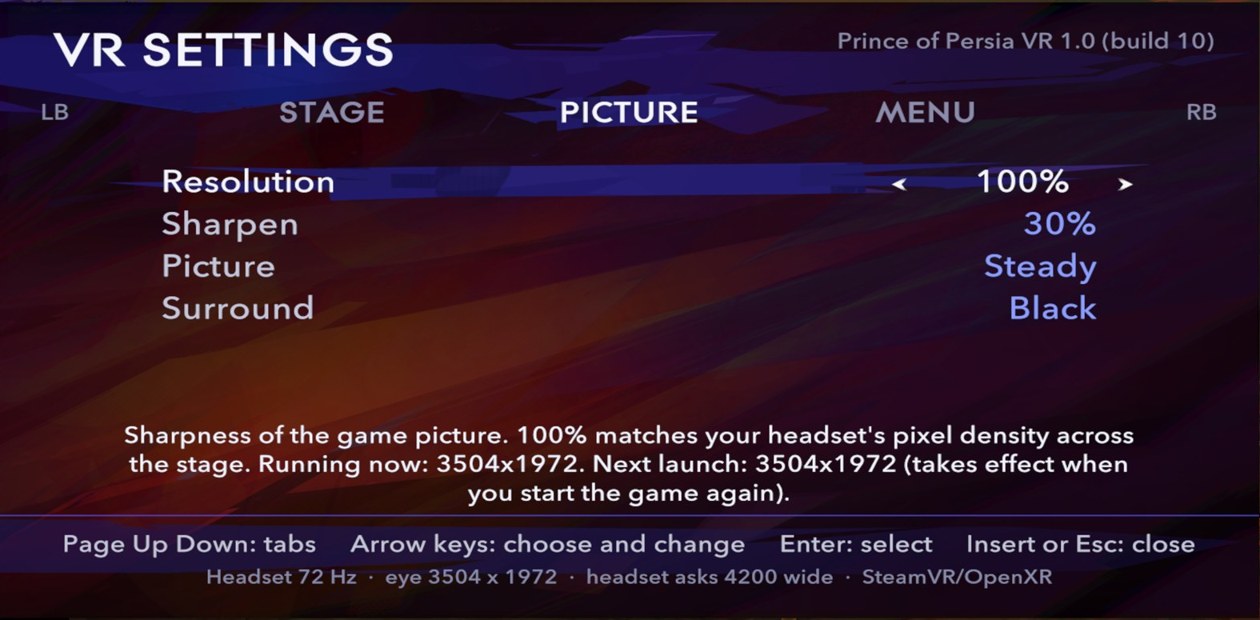 VR SETTINGS
Prince of Persia VR 1.0 (build 10)
LB STAGE PICTURE MENU RB
Resolution 100%
Sharpen 30%
Picture Steady
Surround Black
Sharpness of the game picture. 100% matches your headset's pixel density across
the stage. Running now: 3504x1972. Next launch: 3504x1972 (takes effect when
you start the game again).
Page Up Down: tabs Arrow keys: choose and change Enter: select Insert or Esc: close
Headset 72 Hz · eye 3504 x 1972 · headset asks 4200 wide · SteamVR/OpenXR